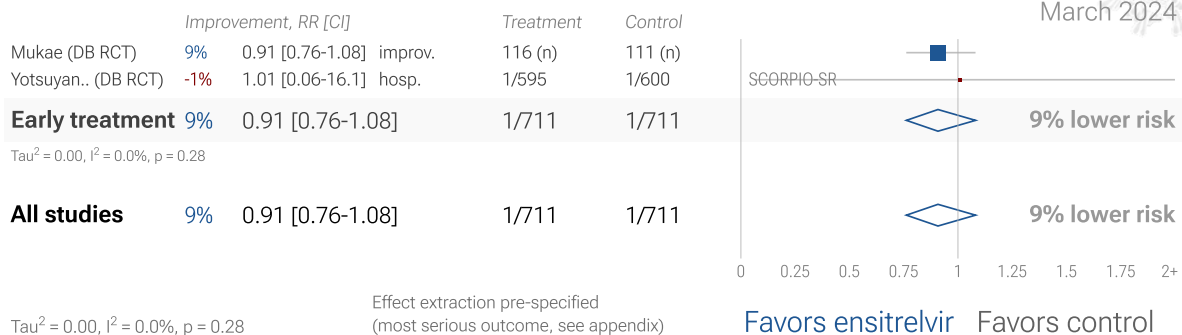 March 2024
Improvement, RR [CI] Treatment Control
Mukae (DB RCT) 9% 0.91 [0.76-1.08] improv. 116 (n) 111 (n)
Yotsuyan.. (DB RCT) -1% 1.01 [0.06-16.1] hosp. 1/595 1/600 SCORPIO-SR
Early treatment 9% 0.91 [0.76-1.08] 1/711 1/711 9% lower risk
Tau² = 0.00, I² = 0.0%, p = 0.28
All studies 9% 0.91 [0.76-1.08] 1/711 1/711 9% lower risk
0 0.25 0.5 0.75 1 1.25 1.5 1.75 2+
Effect extraction pre-specified
Tau² = 0.00, I² = 0.0%, p = 0.28 (most serious outcome, see appendix) Favors ensitrelvir Favors control